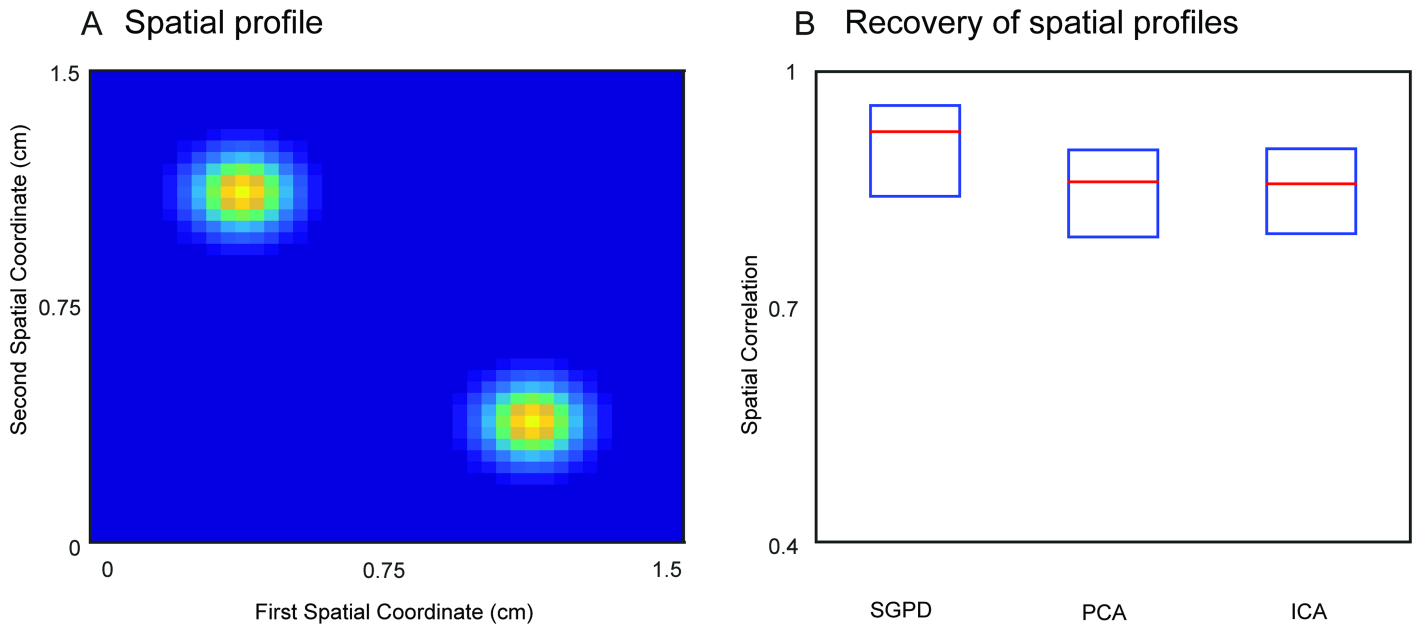 A Spatial profile
1.5
0.75
0
Second Spatial Coordinate (cm)
0 0.75 1.5
First Spatial Coordinate (cm)
B Recovery of spatial profiles
1
0.7
0.4
Spatial Correlation
SGPD PCA ICA